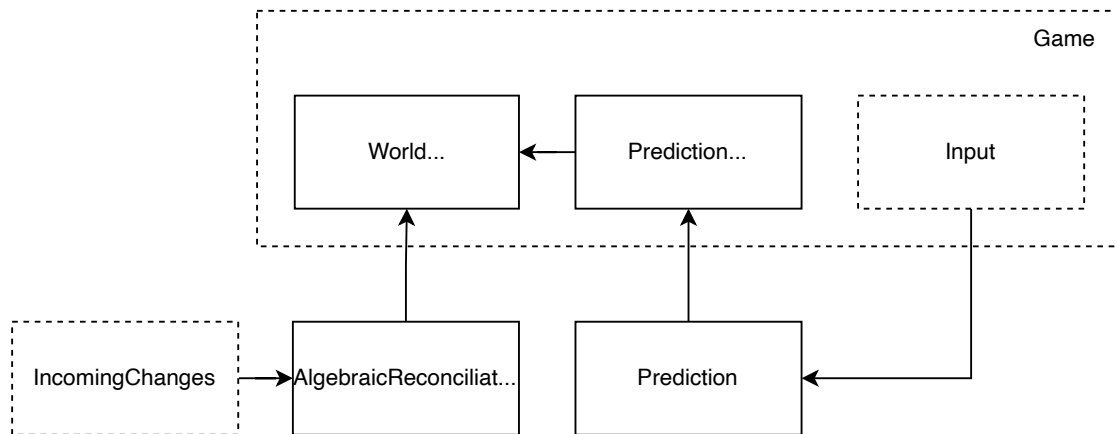 Game
World...
Prediction...
Input
IncomingChanges
AlgebraicReconciliat...
Prediction